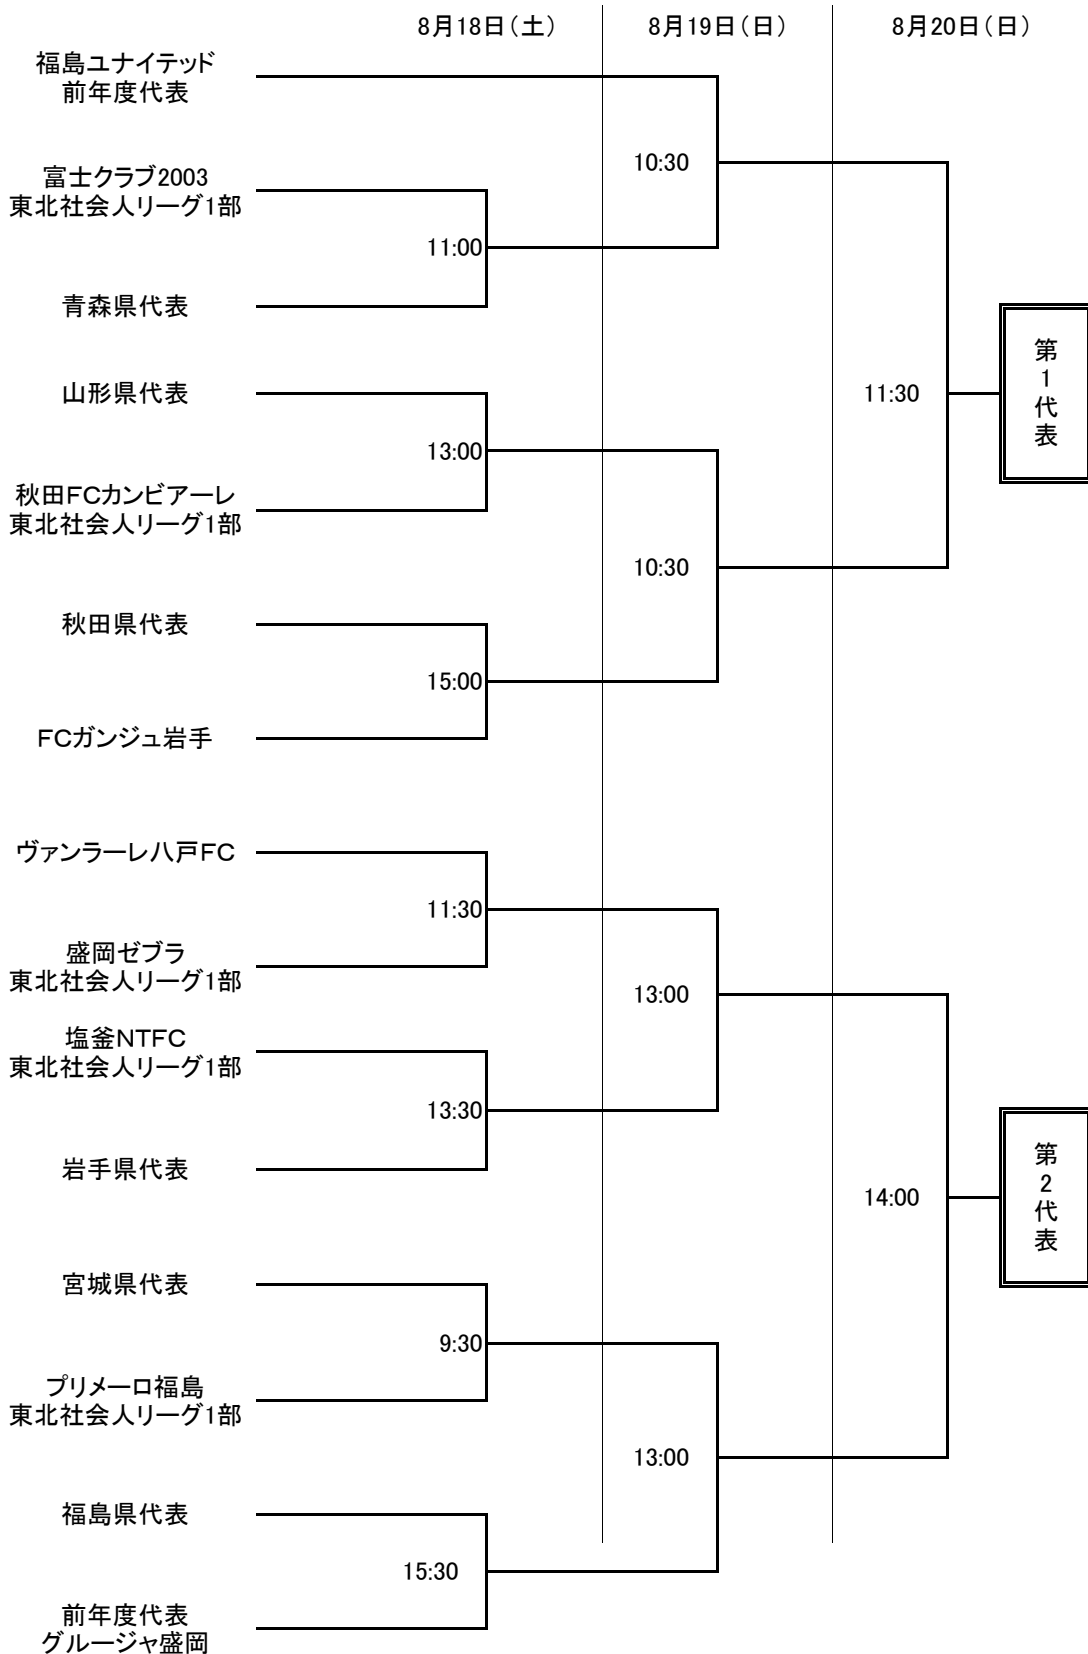 8月18日（土）
8月19日（日）
8月20日（日）
福島ユナイテッド
前年度代表
10:30
富士クラブ2003
東北社会人リーグ1部
11:00
青森県代表
第
1
代
表
山形県代表
11:30
13:00
秋田FCカンビアーレ
東北社会人リーグ1部
10:30
秋田県代表
15:00
FCガンジュ岩手
ヴァンラーレ八戸FC
11:30
盛岡ゼブラ
東北社会人リーグ1部
13:00
塩釜NTFC
東北社会人リーグ1部
13:30
岩手県代表
第
2
代
表
14:00
宮城県代表
9:30
プリメーロ福島
東北社会人リーグ1部
13:00
福島県代表
15:30
前年度代表
グルージャ盛岡